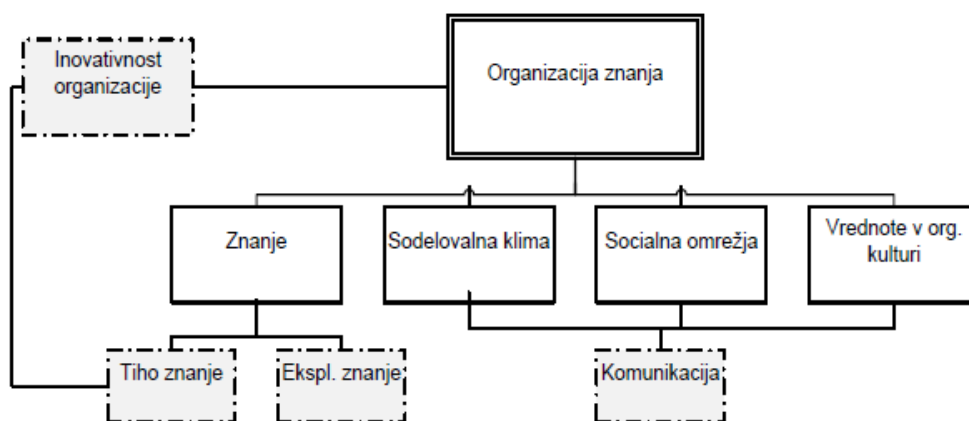 Inovativnost
organizacije
Organizacija znanja
Znanje
Sodelovalna klima
Socialna omrežja
Vrednote v org.
kulturi
Tiho znanje
Ekspl. znanje
Komunikacija